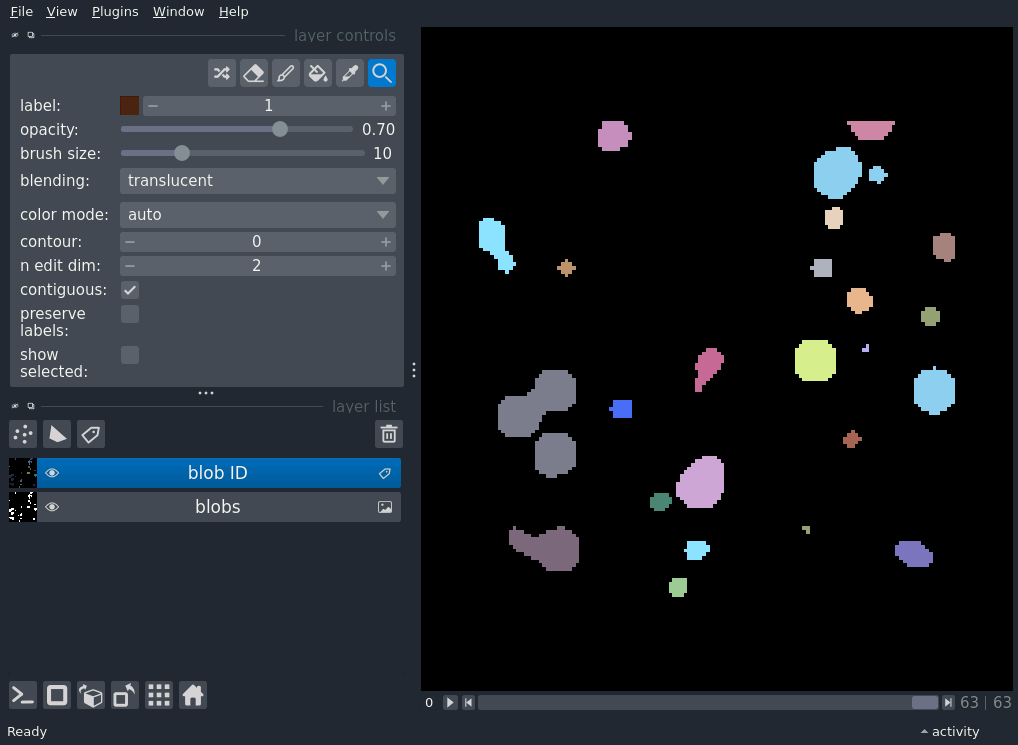 File View Plugins Window Help
layer controls
label: 1
opacity: 0.70
brush size: 10
blending: translucent
color mode: auto
contour: 0
n edit dim: 2
contiguous:
preserve
labels:
show
selected:
layer list
blob ID
blobs
0 63 | 63
Ready activity